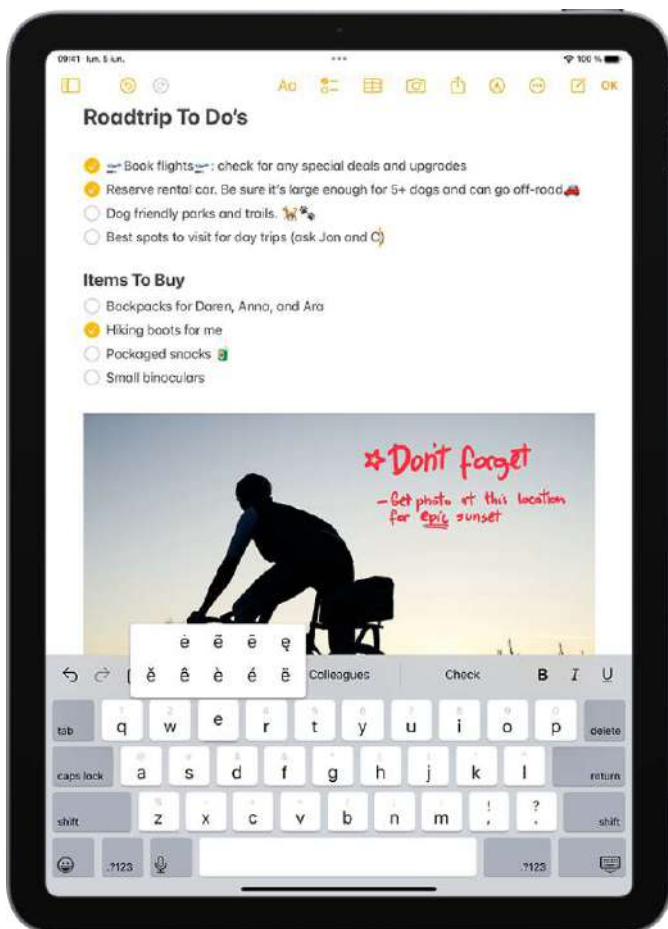 09:41 lun. 5 iun.
100 %
Aa
OK
Roadtrip To Do's
🛫Book flights🛫: check for any special deals and upgrades
Reserve rental car. Be sure it's large enough for 5+ dogs and can go off-road🚗
Dog friendly parks and trails. 🐕🐾
Best spots to visit for day trips (ask Jon and C)
Items To Buy
Backpacks for Daren, Anna, and Ara
Hiking boots for me
Packaged snacks 🧃
Small binoculars
☆Don't forget
- Get photo at this location
for epic sunset
ė ẽ ē ę
ě ê è é ë
Colleagues Check B I U
tab q w e r t y u i o p delete
caps lock a s d f g h j k l return
shift z x c v b n m ! , ? . shift
.?123 .?123